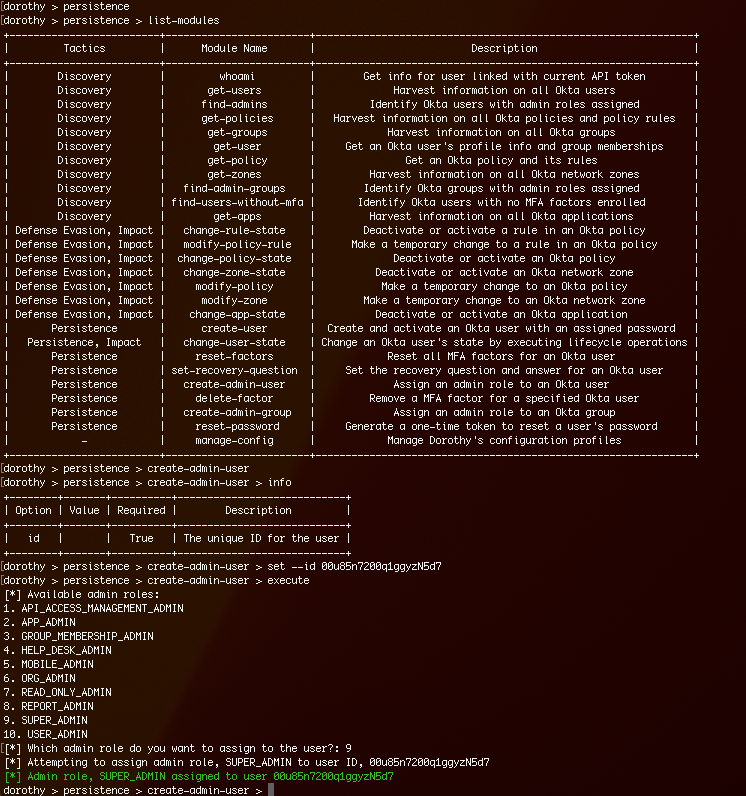 [dorothy > persistence
[dorothy > persistence > list-modules
+--------------------+--------------------+--------------------+
| Tactics | Module Name | Description |
+--------------------+--------------------+--------------------+
| Discovery | whoami | Get info for user linked with current API token |
| Discovery | get-users | Harvest information on all Okta users |
| Discovery | find-admins | Identify Okta users with admin roles assigned |
| Discovery | get-policies | Harvest information on all Okta policies and policy rules |
| Discovery | get-groups | Harvest information on all Okta groups |
| Discovery | get-user | Get an Okta user's profile info and group memberships |
| Discovery | get-policy | Get an Okta policy and its rules |
| Discovery | get-zones | Harvest information on all Okta network zones |
| Discovery | find-admin-groups | Identify Okta groups with admin roles assigned |
| Discovery | find-users-without-mfa | Identify Okta users with no MFA factors enrolled |
| Discovery | get-apps | Harvest information on all Okta applications |
| Defense Evasion, Impact | change-rule-state | Deactivate or activate a rule in an Okta policy |
| Defense Evasion, Impact | modify-policy-rule | Make a temporary change to a rule in an Okta policy |
| Defense Evasion, Impact | change-policy-state | Deactivate or activate an Okta policy |
| Defense Evasion, Impact | change-zone-state | Deactivate or activate an Okta network zone |
| Defense Evasion, Impact | modify-policy | Make a temporary change to an Okta policy |
| Defense Evasion, Impact | modify-zone | Make a temporary change to an Okta network zone |
| Defense Evasion, Impact | change-app-state | Deactivate or activate an Okta application |
| Persistence | create-user | Create and activate an Okta user with an assigned password |
| Persistence, Impact | change-user-state | Change an Okta user's state by executing lifecycle operations |
| Persistence | reset-factors | Reset all MFA factors for an Okta user |
| Persistence | set-recovery-question | Set the recovery question and answer for an Okta user |
| Persistence | create-admin-user | Assign an admin role to an Okta user |
| Persistence | delete-factor | Remove a MFA factor for a specified Okta user |
| Persistence | create-admin-group | Assign an admin role to an Okta group |
| Persistence | reset-password | Generate a one-time token to reset a user's password |
| - | manage-config | Manage Dorothy's configuration profiles |
+--------------------+--------------------+--------------------+
[dorothy > persistence > create-admin-user
[dorothy > persistence > create-admin-user > info
+--------+-------+----------+----------------------------+
| Option | Value | Required | Description |
+--------+-------+----------+----------------------------+
| id | | True | The unique ID for the user |
+--------+-------+----------+----------------------------+
[dorothy > persistence > create-admin-user > set --id 00u85n7200q1ggyzN5d7
[dorothy > persistence > create-admin-user > execute
[*] Available admin roles:
1. API_ACCESS_MANAGEMENT_ADMIN
2. APP_ADMIN
3. GROUP_MEMBERSHIP_ADMIN
4. HELP_DESK_ADMIN
5. MOBILE_ADMIN
6. ORG_ADMIN
7. READ_ONLY_ADMIN
8. REPORT_ADMIN
9. SUPER_ADMIN
10. USER_ADMIN
[[*] Which admin role do you want to assign to the user?: 9
[*] Attempting to assign admin role, SUPER_ADMIN to user ID, 00u85n7200q1ggyzN5d7
[*] Admin role, SUPER_ADMIN assigned to user 00u85n7200q1ggyzN5d7
dorothy > persistence > create-admin-user >